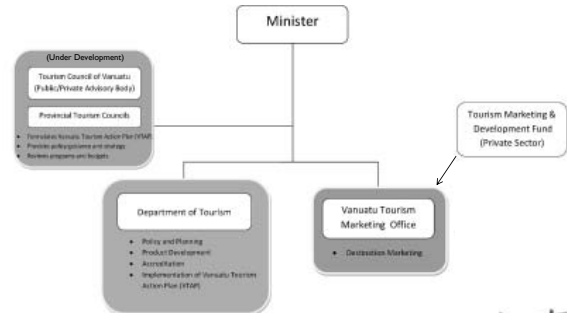 Minister
(Under Development)
Tourism Council of Vanuatu
(Public/Private Advisory Body)
Provincial Tourism Councils
• Formulates Vanuatu Tourism Action Plan (VTAP)
• Provides policy guidance and strategy
• Reviews programs and budgets
Tourism Marketing &
Development Fund
(Private Sector)
Department of Tourism
• Policy and Planning
• Product Development
• Accreditation
• Implementation of Vanuatu Tourism
Action Plan (VTAP)
Vanuatu Tourism
Marketing Office
• Destination Marketing